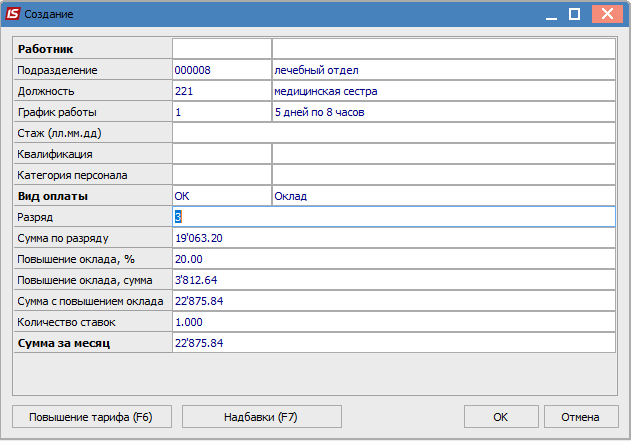 IS Создание
Работник
Подразделение 000008 лечебный отдел
Должность 221 медицинская сестра
График работы 1 5 дней по 8 часов
Стаж (лл.мм.дд)
Квалификация
Категория персонала
Вид оплаты ОК Оклад
Разряд 3
Сумма по разряду 19'063.20
Повышение оклада, % 20.00
Повышение оклада, сумма 3'812.64
Сумма с повышением оклада 22'875.84
Количество ставок 1.000
Сумма за месяц 22'875.84
Повышение тарифа (F6) Надбавки (F7) ОК Отмена